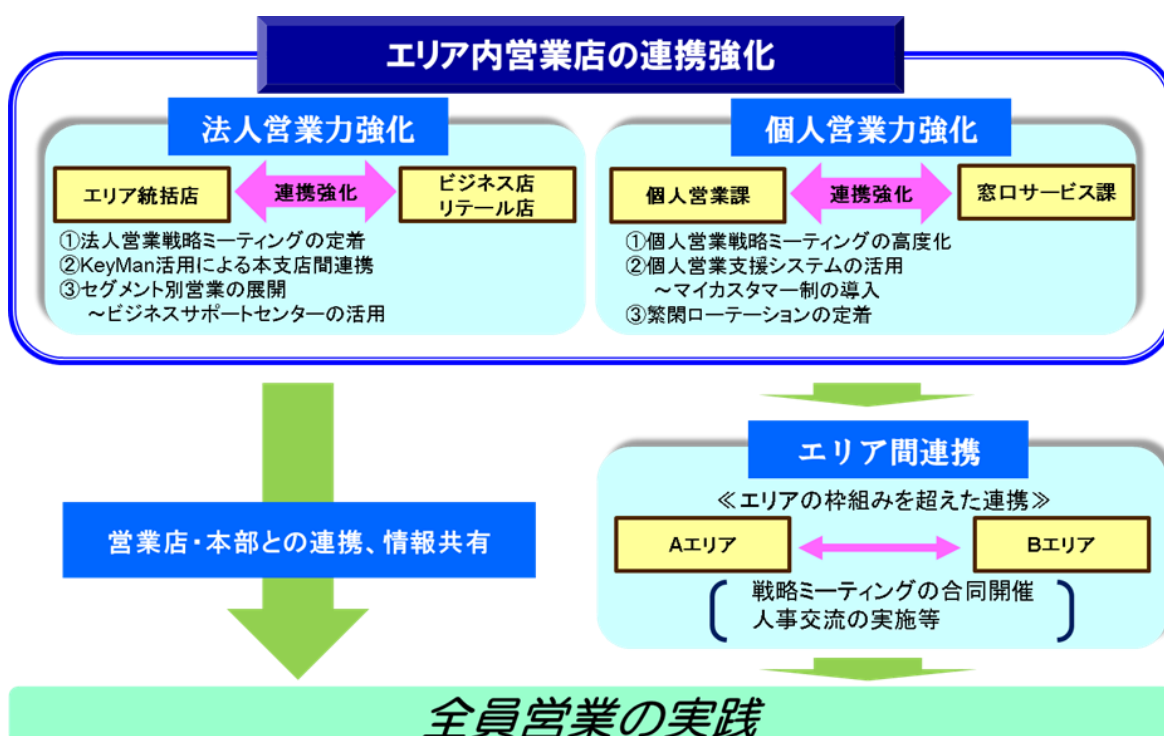 エリア内営業店の連携強化
法人営業力強化
エリア統括店
連携強化
ビジネス店
リテール店
①法人営業戦略ミーティングの定着
②KeyMan活用による本支店間連携
③セグメント別営業の展開
～ビジネスサポートセンターの活用
個人営業力強化
個人営業課
連携強化
窓口サービス課
①個人営業戦略ミーティングの高度化
②個人営業支援システムの活用
～マイカスタマー制の導入
③繁閑ローテーションの定着
営業店・本部との連携、情報共有
エリア間連携
≪エリアの枠組みを超えた連携≫
Aエリア
Bエリア
戦略ミーティングの合同開催
人事交流の実施等
全員営業の実践